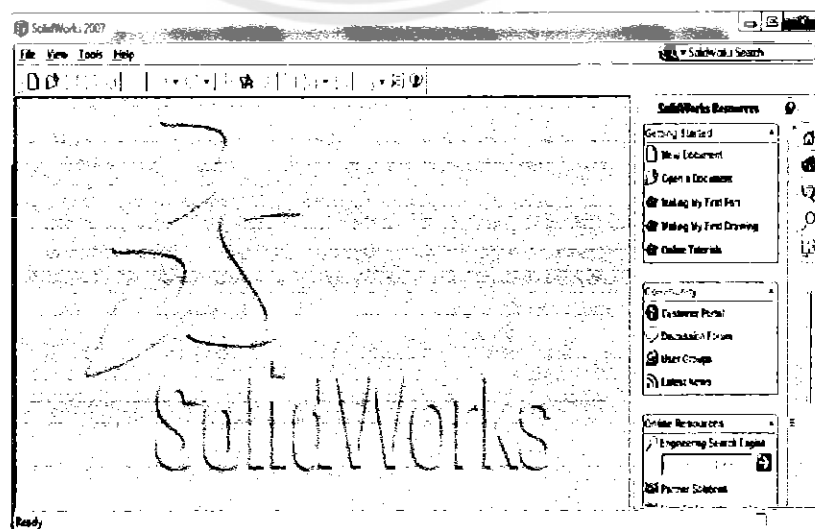 SolidWorks 2007
File View Tools Help
SolidWorks Search
SolidWorks Resources
Getting Started
New Document
Open a Document
Making My First Part
Making My First Drawing
Online Tutorials
Community
Customer Portal
Discussion Forum
User Groups
Latest News
Online Resources
Engineering Search Engine
Partner Solutions
SolidWorks
Ready